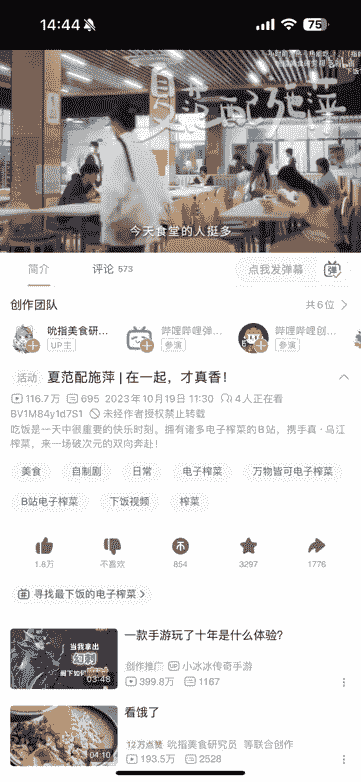 14:44
75
夏范配施萍
今天食堂的人挺多
简介
评论 573
点我发弹幕
弹
创作团队
共6位
吮指美食研...
UP主
哔哩哔哩弹...
参演
哔哩哔哩创...
参演
活动 夏范配施萍 | 在一起，才真香！
116.7万 695 2023年10月19日 11:30 4人正在看
BV1M84y1d7S1 未经作者授权禁止转载
吃饭是一天中很重要的快乐时刻。拥有诸多电子榨菜的B站，携手真·乌江
榨菜，来一场破次元的双向奔赴！
美食
自制剧
日常
电子榨菜
万物皆可电子榨菜
B站电子榨菜
下饭视频
榨菜
1.8万
不喜欢
854
3297
1776
寻找最下饭的电子榨菜
一款手游玩了十年是什么体验？
当我拿出
幻刺
03:48
创作推广 UP 小冰冰传奇手游
399.8万 1167
看饿了
04:10
12万点赞 吮指美食研究员 等联合创作
193.5万 2528